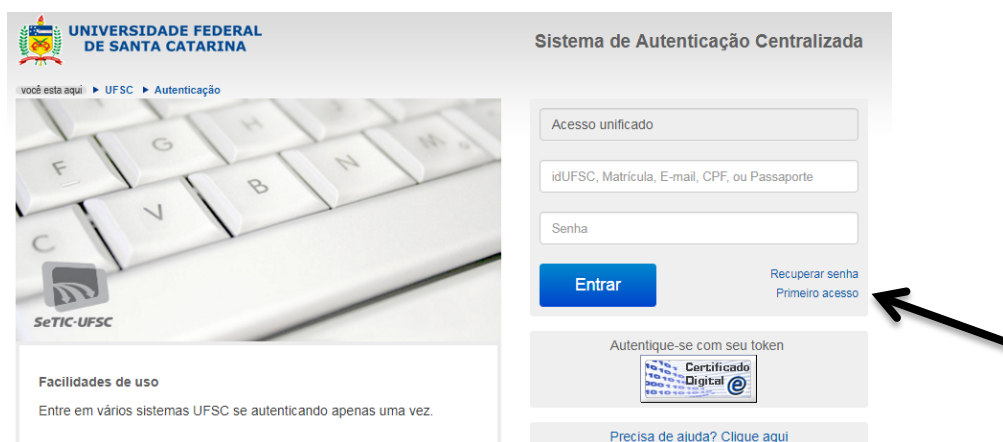 UNIVERSIDADE FEDERAL
DE SANTA CATARINA
Sistema de Autenticação Centralizada
você esta aqui UFSC Autenticação
F G H M
V B N
C
SeTIC-UFSC
Acesso unificado
idUFSC, Matrícula, E-mail, CPF, ou Passaporte
Senha
Entrar
Recuperar senha
Primeiro acesso
Autentique-se com seu token
Certificado
Digital e
Facilidades de uso
Entre em vários sistemas UFSC se autenticando apenas uma vez.
Precisa de ajuda? Clique aqui